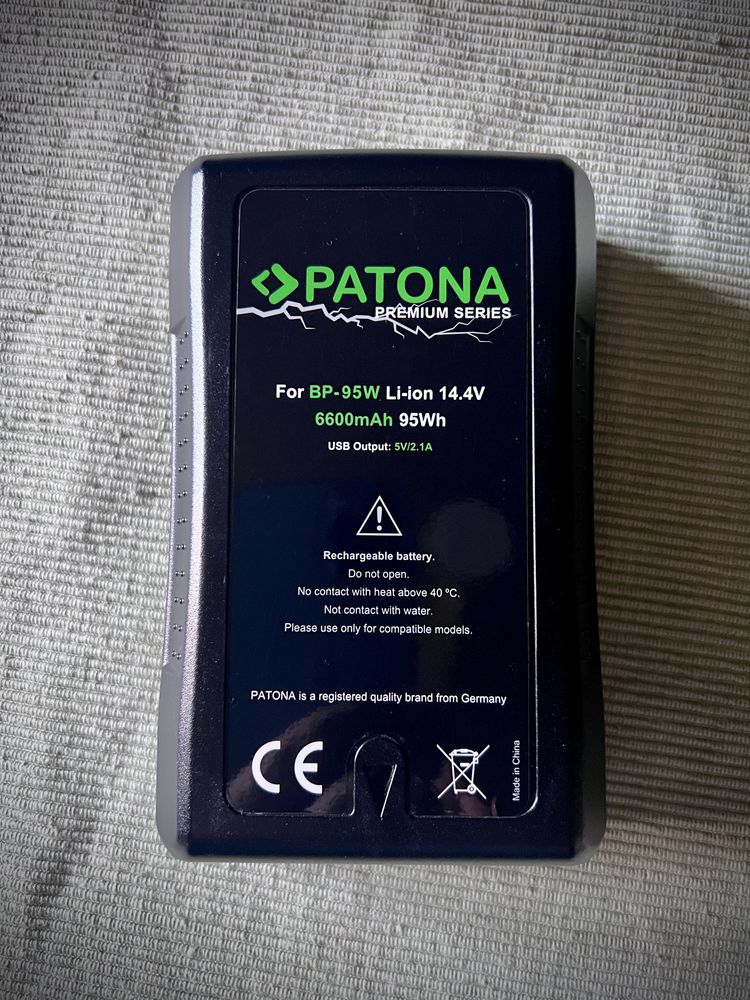 PATONA
PREMIUM SERIES
For BP-95W Li-ion 14.4V
6600mAh 95Wh
USB Output: 5V/2.1A
Rechargeable battery.
Do not open.
No contact with heat above 40 ºC.
Not contact with water.
Please use only for compatible models.
PATONA is a registered quality brand from Germany
CE
Made in China